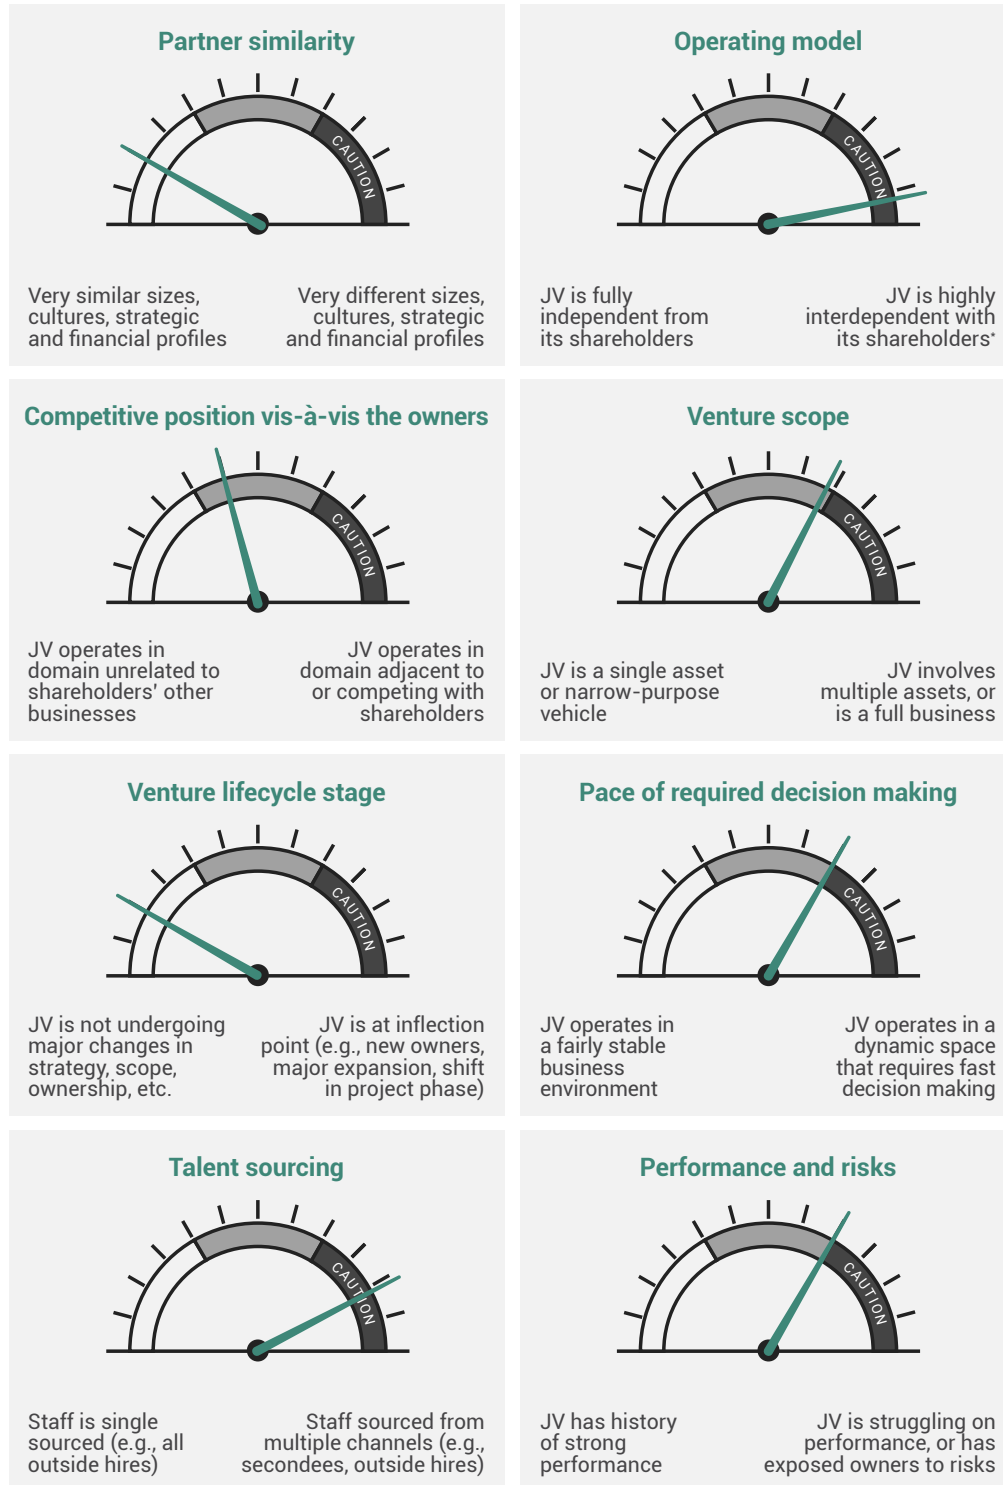 Partner similarity
CAUTION
Very similar sizes,
cultures, strategic
and financial profiles
Very different sizes,
cultures, strategic
and financial profiles
Operating model
CAUTION
JV is fully
independent from
its shareholders
JV is highly
interdependent with
its shareholders*
Competitive position vis-à-vis the owners
CAUTION
JV operates in
domain unrelated to
shareholders' other
businesses
JV operates in
domain adjacent to
or competing with
shareholders
Venture scope
CAUTION
JV is a single asset
or narrow-purpose
vehicle
JV involves
multiple assets, or
is a full business
Venture lifecycle stage
CAUTION
JV is not undergoing
major changes in
strategy, scope,
ownership, etc.
JV is at inflection
point (e.g., new owners,
major expansion, shift
in project phase)
Pace of required decision making
CAUTION
JV operates in
a fairly stable
business
environment
JV operates in a
dynamic space
that requires fast
decision making
Talent sourcing
CAUTION
Staff is single
sourced (e.g., all
outside hires)
Staff sourced from
multiple channels (e.g.,
secondees, outside hires)
Performance and risks
CAUTION
JV has history
of strong
performance
JV is struggling on
performance, or has
exposed owners to risks